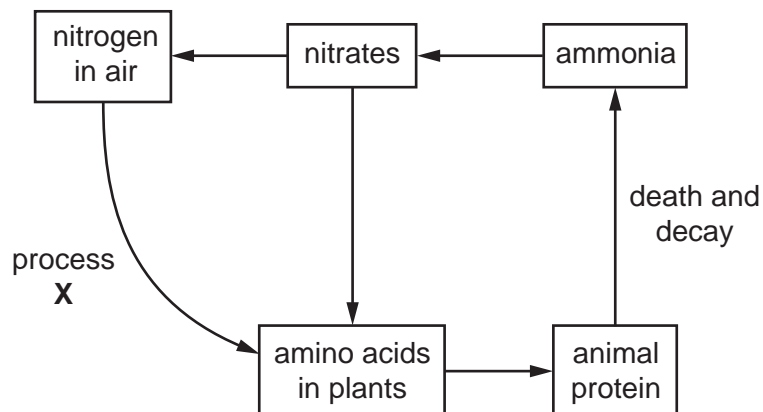 nitrogen
in air
nitrates
ammonia
death and
decay
process
X
amino acids
in plants
animal
protein